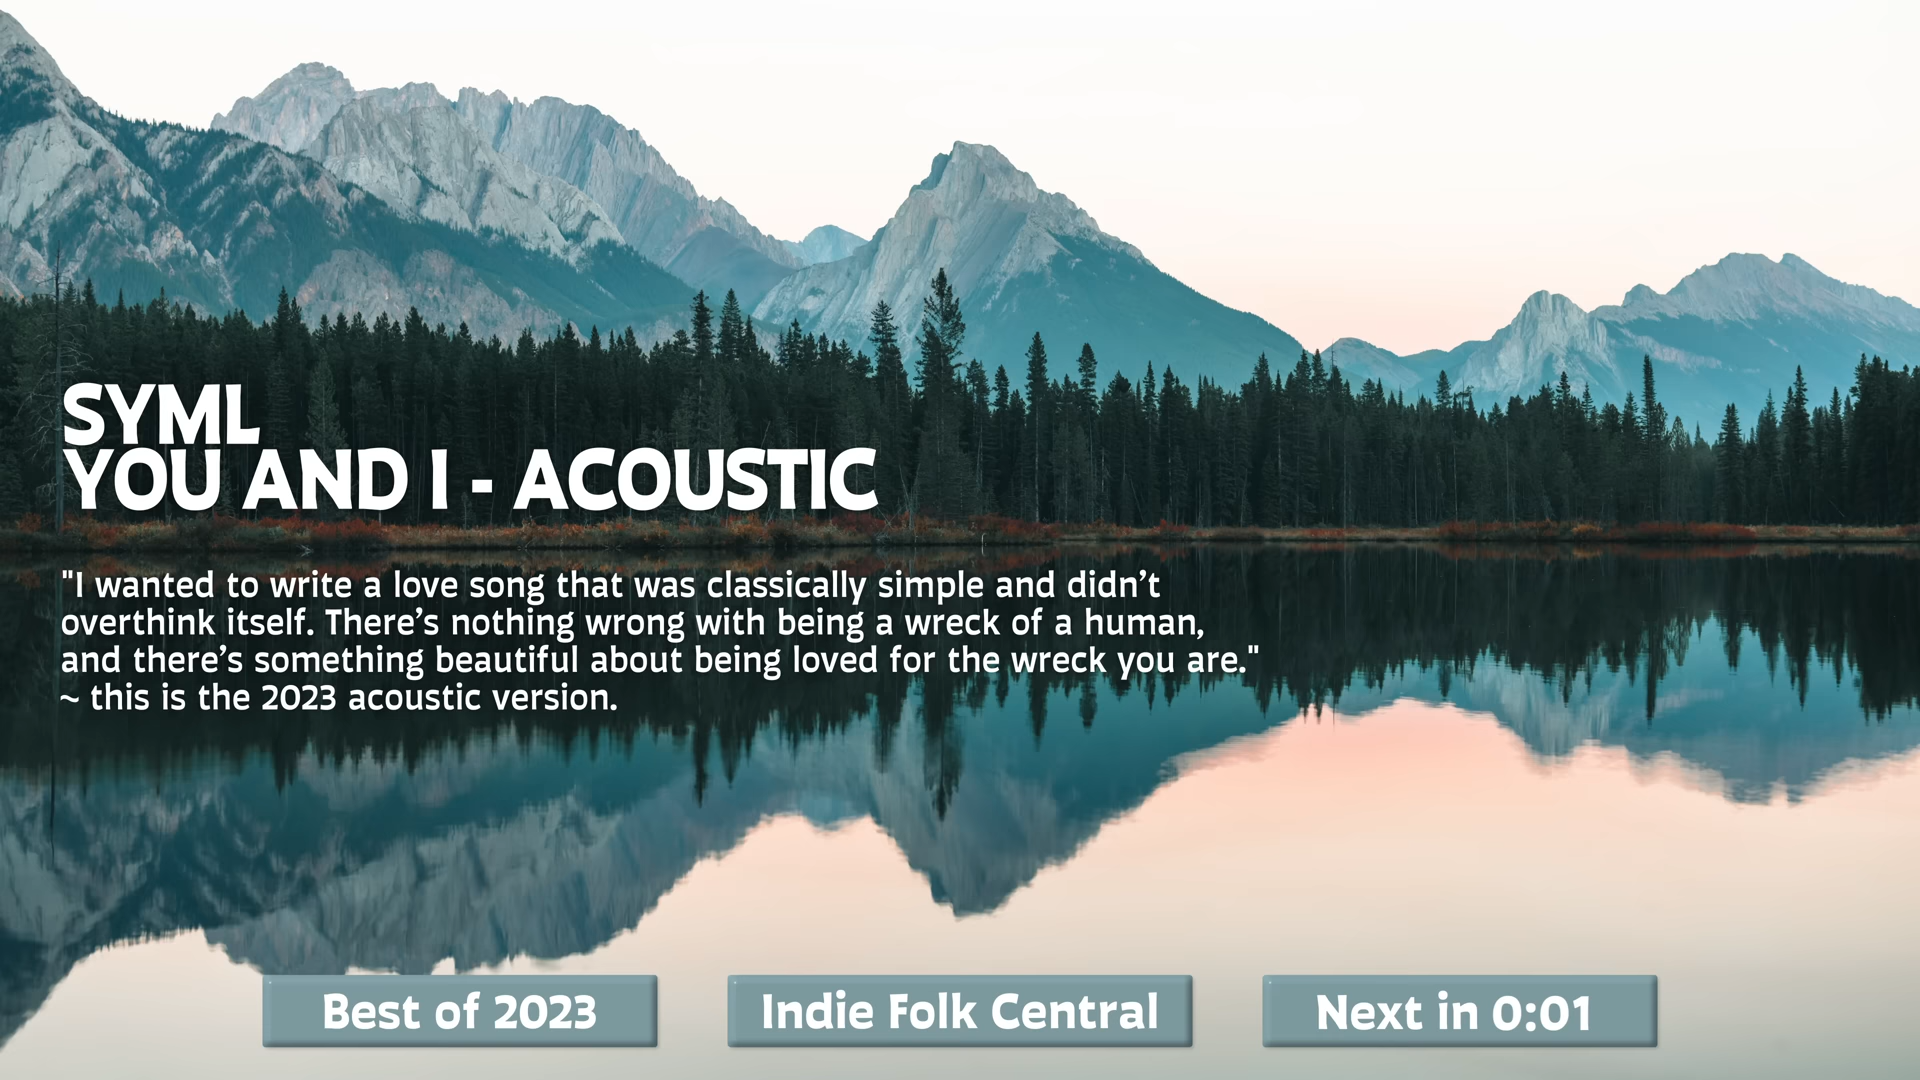 SYML
YOU AND I - ACOUSTIC
"I wanted to write a love song that was classically simple and didn’t
overthink itself. There’s nothing wrong with being a wreck of a human,
and there’s something beautiful about being loved for the wreck you are."
~ this is the 2023 acoustic version.
Best of 2023
Indie Folk Central
Next in 0:01